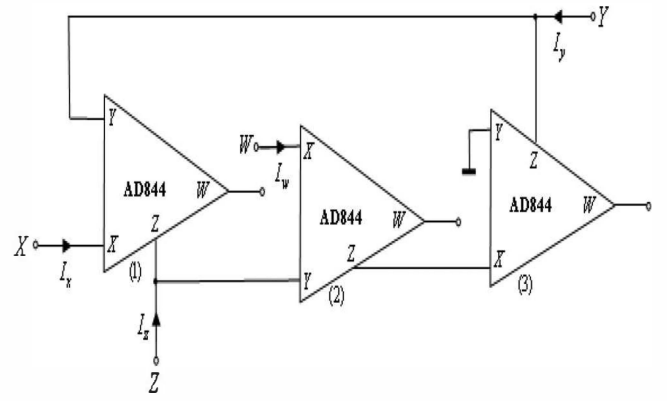 Y
I_y
Y
AD844
W
X
I_x
X
Z
(1)
I_z
Z
W
I_w
X
AD844
W
Z
Y
(2)
Y
Z
AD844
W
X
(3)